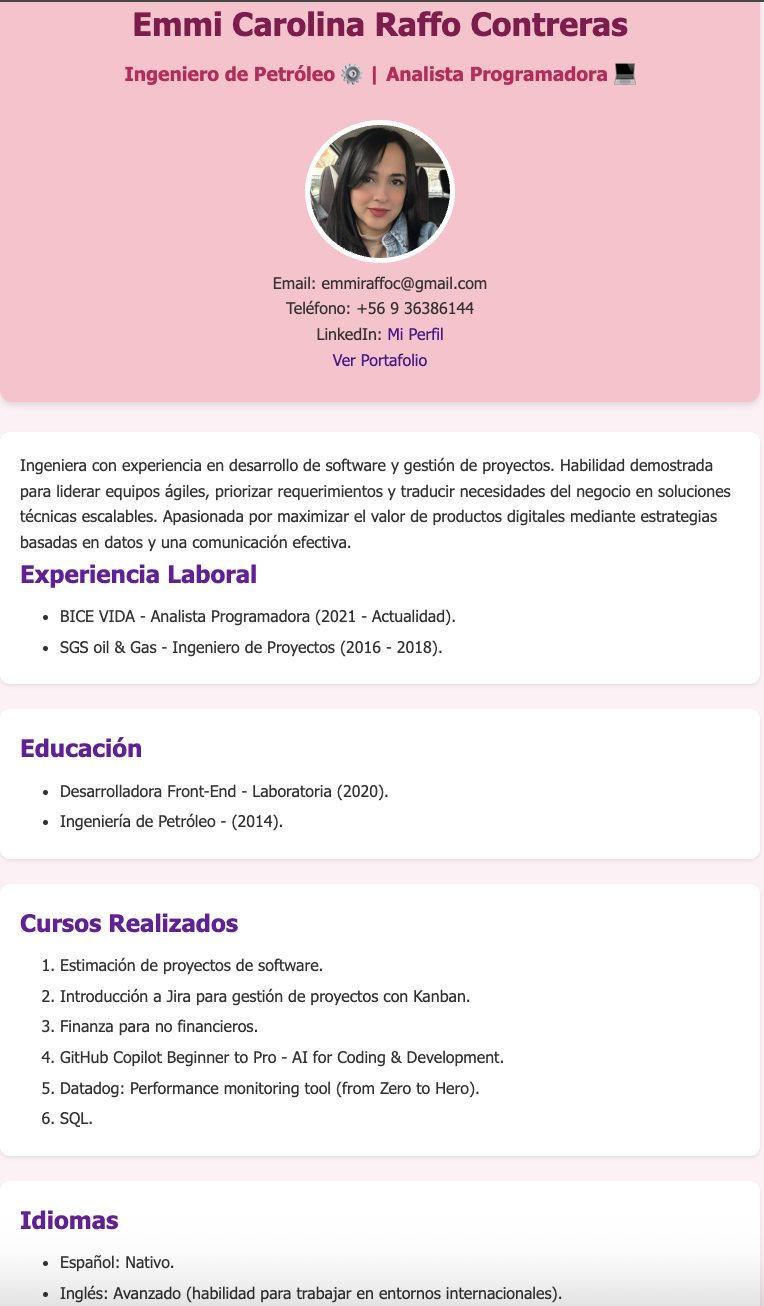 Emmi Carolina Raffo Contreras
Ingeniero de Petróleo ⚙️ | Analista Programadora 💻
Email: emmiraffoc@gmail.com
Teléfono: +56 9 36386144
LinkedIn: Mi Perfil
Ver Portafolio
Ingeniera con experiencia en desarrollo de software y gestión de proyectos. Habilidad demostrada
para liderar equipos ágiles, priorizar requerimientos y traducir necesidades del negocio en soluciones
técnicas escalables. Apasionada por maximizar el valor de productos digitales mediante estrategias
basadas en datos y una comunicación efectiva.
Experiencia Laboral
• BICE VIDA - Analista Programadora (2021 - Actualidad).
• SGS oil & Gas - Ingeniero de Proyectos (2016 - 2018).
Educación
• Desarrolladora Front-End - Laboratoria (2020).
• Ingeniería de Petróleo - (2014).
Cursos Realizados
1. Estimación de proyectos de software.
2. Introducción a Jira para gestión de proyectos con Kanban.
3. Finanza para no financieros.
4. GitHub Copilot Beginner to Pro - AI for Coding & Development.
5. Datadog: Performance monitoring tool (from Zero to Hero).
6. SQL.
Idiomas
• Español: Nativo.
• Inglés: Avanzado (habilidad para trabajar en entornos internacionales).